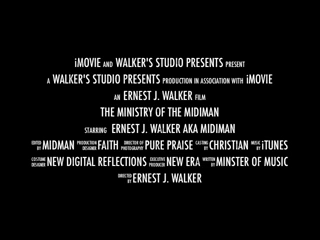 iMOVIE AND WALKER'S STUDIO PRESENTS PRESENT
A WALKER'S STUDIO PRESENTS PRODUCTION IN ASSOCIATION WITH iMOVIE
AN ERNEST J. WALKER FILM
THE MINISTRY OF THE MIDIMAN
STARRING ERNEST J. WALKER AKA MIDIMAN
EDITED BY MIDMAN PRODUCTION DESIGNER FAITH DIRECTOR OF PHOTOGRAPHY PURE PRAISE CASTING BY CHRISTIAN MUSIC BY iTUNES
COSTUME DESIGNER NEW DIGITAL REFLECTIONS EXECUTIVE PRODUCER NEW ERA WRITTEN BY MINSTER OF MUSIC
DIRECTED BY ERNEST J. WALKER